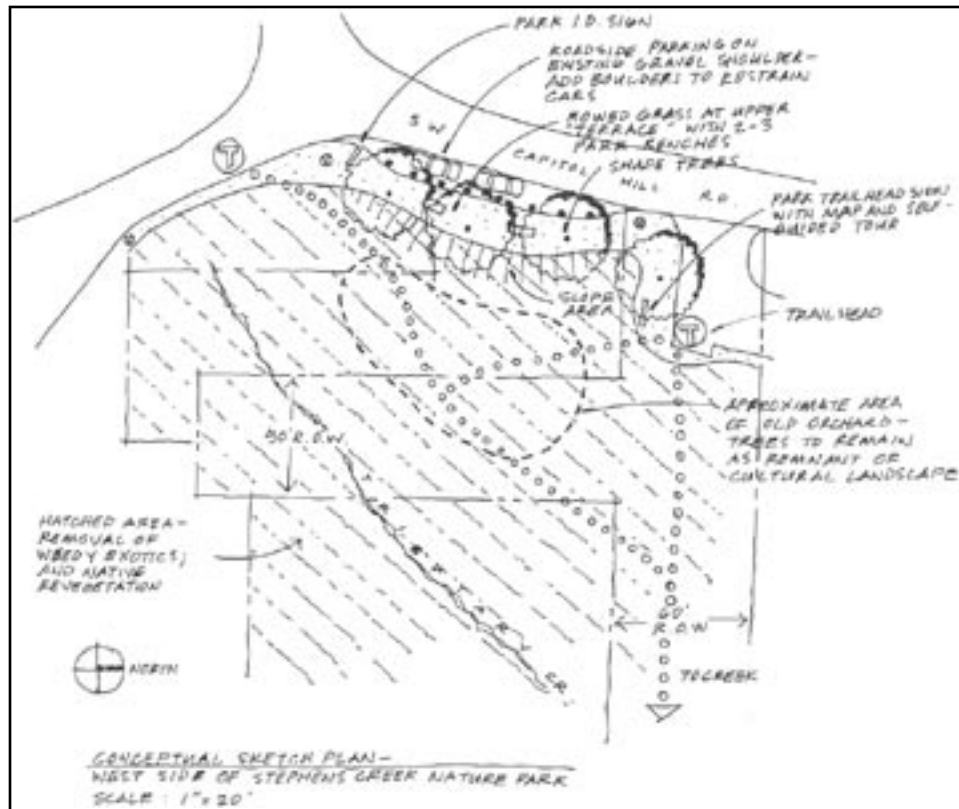 PARK I.D. SIGN
ROADSIDE PARKING ON
EXISTING GRAVEL SHOULDER-
ADD BOULDERS TO RESTRAIN
CARS
MOWED GRASS AT UPPER
"TERRACE" WITH 2-3
PARK BENCHES
SHADE TREES
S W CAPITOL HILL RD.
PARK TRAILHEAD SIGN
WITH MAP AND SELF-
GUIDED TOUR
T
T
SLOPE
AREA
TRAILHEAD
APPROXIMATE AREA
OF OLD ORCHARD-
TREES TO REMAIN
AS REMNANT OF
CULTURAL LANDSCAPE
R.O.W
HATCHED AREA-
REMOVAL OF
WEEDY EXOTICS;
AND NATIVE
REVEGETATION
TRIBUTARY CR.
60'
R.O.W
NORTH
TO CREEK
CONCEPTUAL SKETCH PLAN-
WEST SIDE OF STEPHENS CREEK NATURE PARK
SCALE: 1"=20'